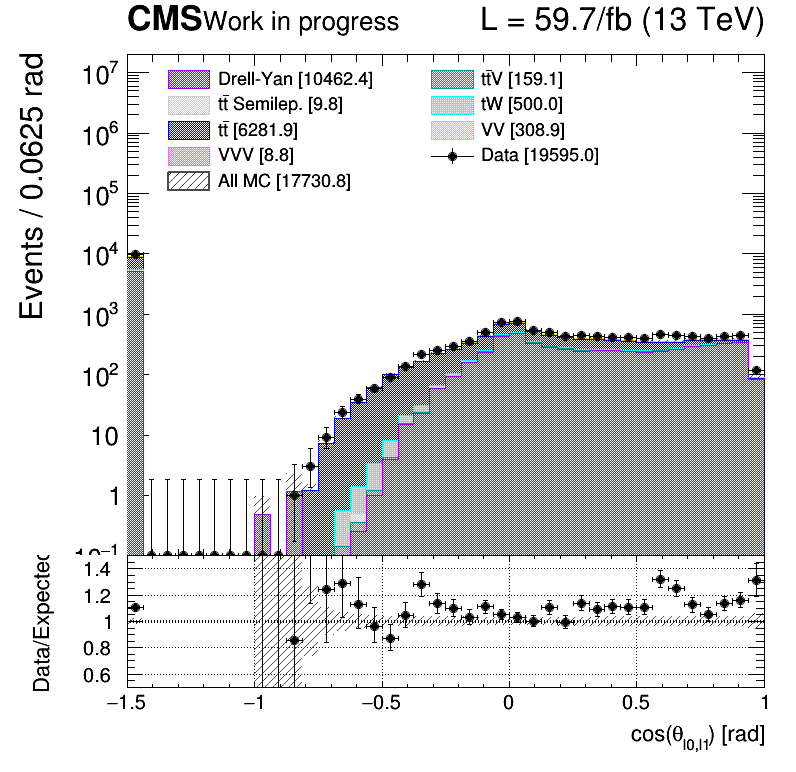 CMS Work in progress L = 59.7/fb (13 TeV)
Events / 0.0625 rad
Drell-Yan [10462.4]
tt̄ Semilep. [9.8]
tt̄ [6281.9]
VVV [8.8]
All MC [17730.8]
tt̄V [159.1]
tW [500.0]
VV [308.9]
Data [19595.0]
10⁷
10⁶
10⁵
10⁴
10³
10²
10
1
10⁻¹
Data/Expected
1.4
1.2
1
0.8
0.6
−1.5 −1 −0.5 0 0.5 1
cos(θ_l0,l1) [rad]